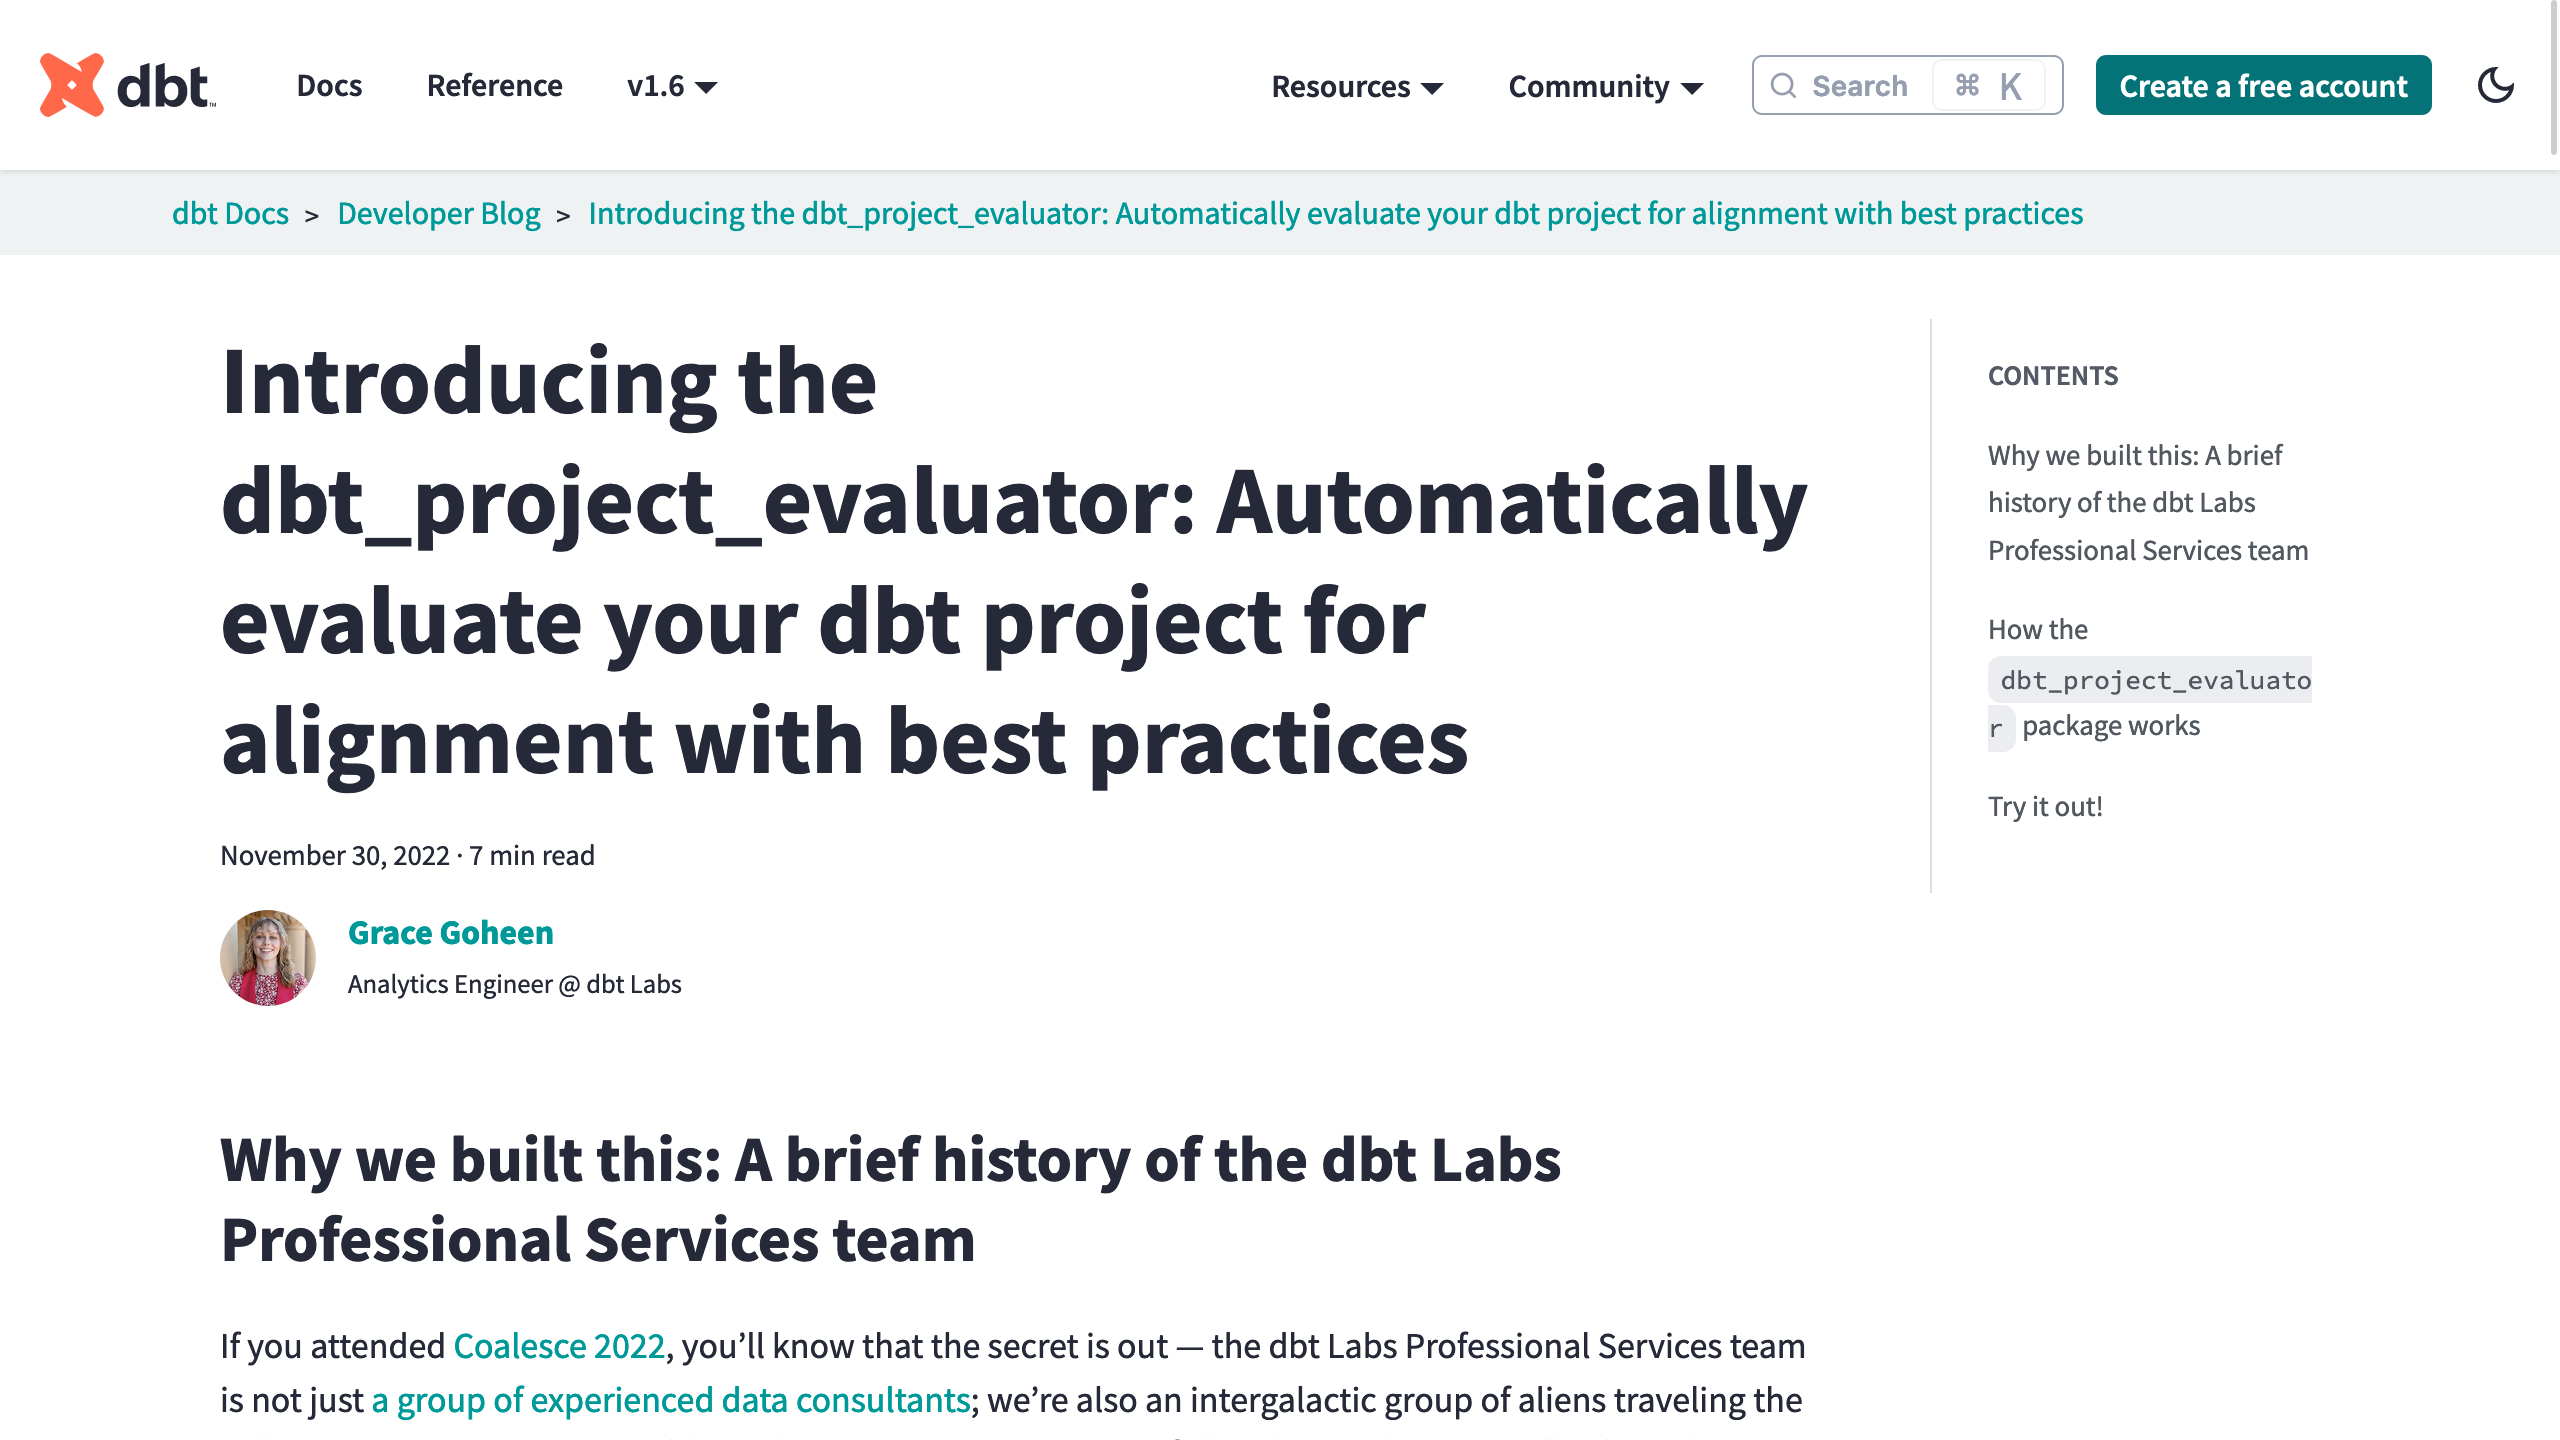 dbt™ Docs Reference v1.6 Resources Community Search ⌘ K Create a free account
dbt Docs > Developer Blog > Introducing the dbt_project_evaluator: Automatically evaluate your dbt project for alignment with best practices
Introducing the
dbt_project_evaluator: Automatically
evaluate your dbt project for
alignment with best practices
November 30, 2022 · 7 min read
Grace Goheen
Analytics Engineer @ dbt Labs
Why we built this: A brief history of the dbt Labs
Professional Services team
If you attended Coalesce 2022, you’ll know that the secret is out — the dbt Labs Professional Services team
is not just a group of experienced data consultants; we’re also an intergalactic group of aliens traveling the
CONTENTS
Why we built this: A brief
history of the dbt Labs
Professional Services team
How the
dbt_project_evaluato
r package works
Try it out!